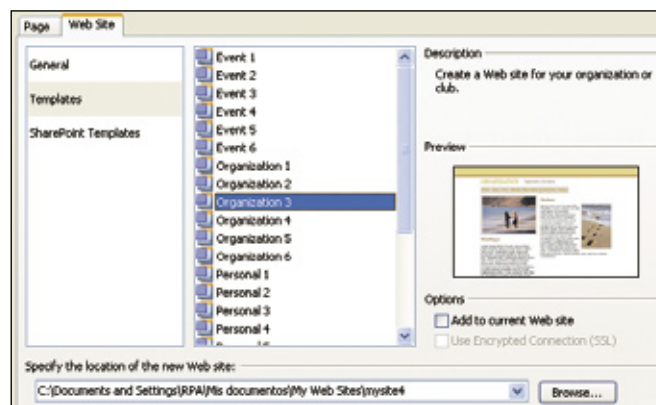 Page Web Site
General
Templates
SharePoint Templates
Event 1
Event 2
Event 3
Event 4
Event 5
Event 6
Organization 1
Organization 2
Organization 3
Organization 4
Organization 5
Organization 6
Personal 1
Personal 2
Personal 3
Personal 4
Description
Create a Web site for your organization or
club.
Preview
Options
Add to current Web site
Use Encrypted Connection (SSL)
Specify the location of the new Web site:
C:\Documents and Settings\RPA\Mis documentos\My Web Sites\mysite4
Browse...